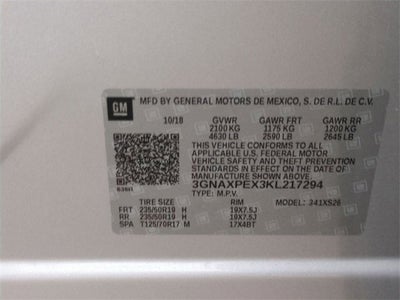 GM
MFD BY GENERAL MOTORS DE MEXICO, S. DE R.L. DE C.V.
10/18 GVWR GAWR FRT GAWR RR
2100 KG 1175 KG 1200 KG
4630 LB 2590 LB 2645 LB
THIS VEHICLE CONFORMS TO ALL
APPLICABLE U.S. FEDERAL MOTOR
VEHICLE SAFETY AND THEFT PREVENTION
STANDARDS IN EFFECT ON THE DATE OF
MANUFACTURE SHOWN ABOVE.
3GNAXPEX3KL217294
TYPE: M.P.V. MODEL: 341XS26
TIRE SIZE RIM
FRT 235/50R19 H 19X7.5J
RR 235/50R19 H 19X7.5J
SPA T125/70R17 M 17X4BT